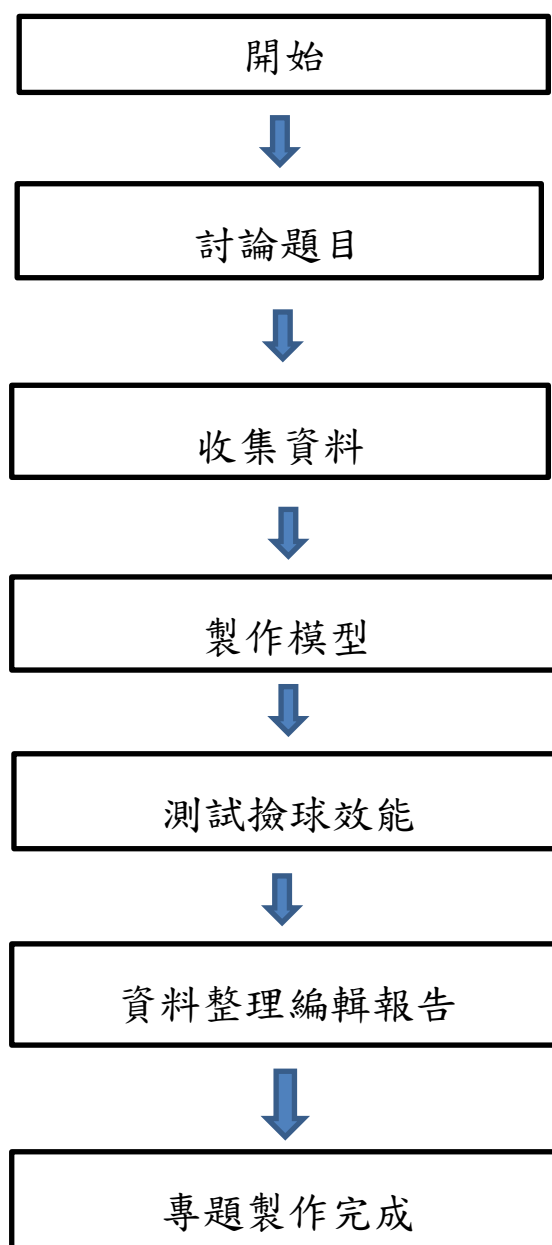 開始
討論題目
收集資料
製作模型
測試撿球效能
資料整理編輯報告
專題製作完成